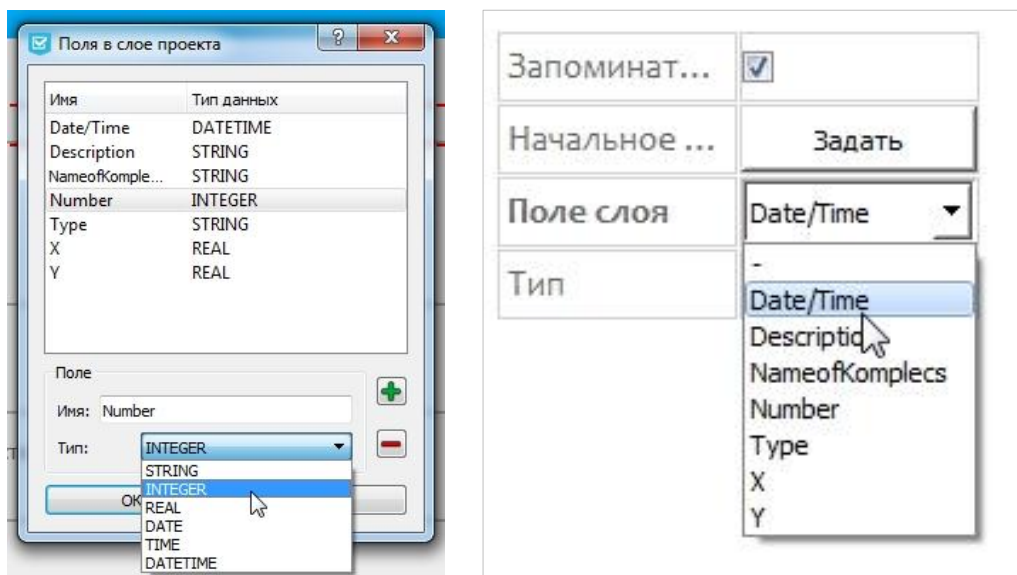 Поля в слое проекта
Имя Тип данных
Date/Time DATETIME
Description STRING
NameofKomple... STRING
Number INTEGER
Type STRING
X REAL
Y REAL
Поле
Имя: Number
Тип: INTEGER
STRING
INTEGER
OK
REAL
DATE
TIME
DATETIME
Запоминат...
Начальное ... Задать
Поле слоя Date/Time
Тип
-
Date/Time
NameofKomplecs
Number
Type
X
Y